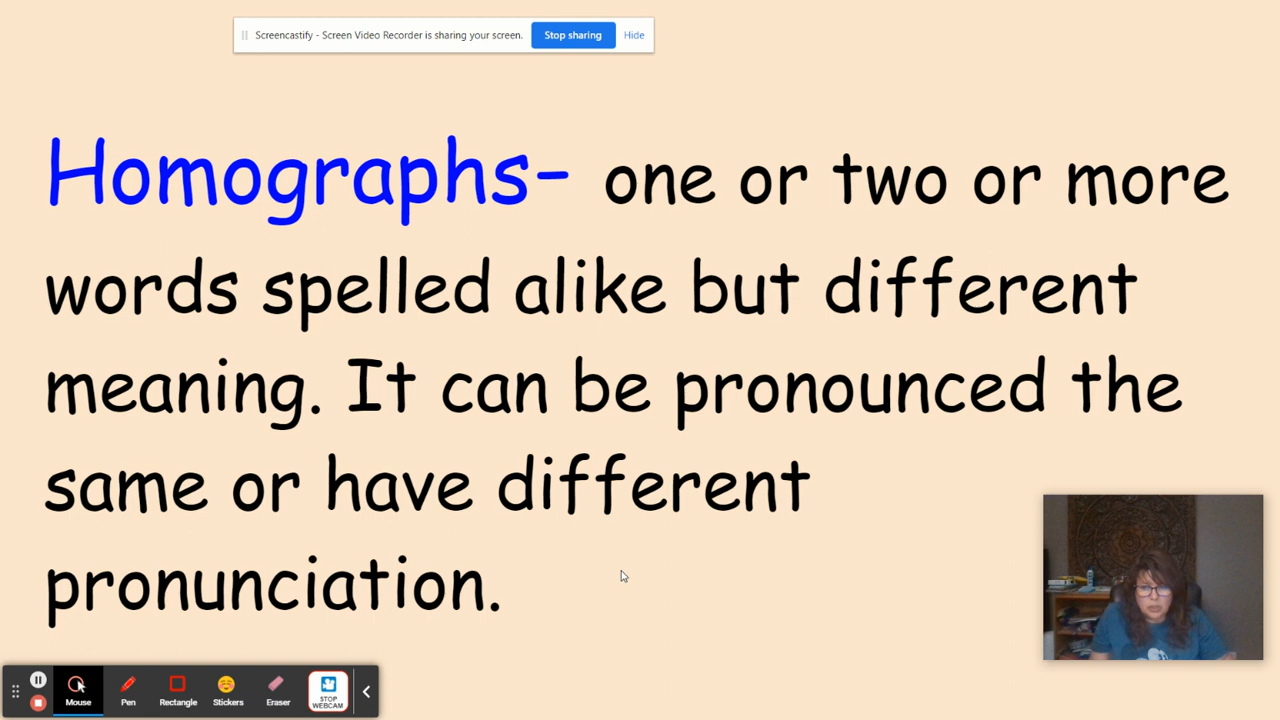 Screencastify - Screen Video Recorder is sharing your screen. Stop sharing Hide
Homographs- one or two or more
words spelled alike but different
meaning. It can be pronounced the
same or have different
pronunciation.
Mouse Pen Rectangle Stickers Eraser STOP WEBCAM